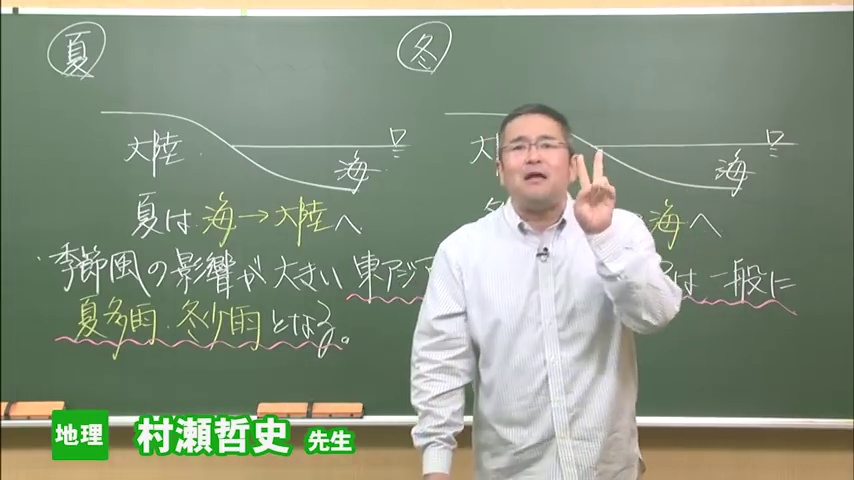 夏
冬
大陸
海
大
海
夏は 海→大陸へ
海へ
季節風の影響が大きい 東アジア
は一般に
夏多雨・冬少雨となる。
地理 村瀬哲史 先生